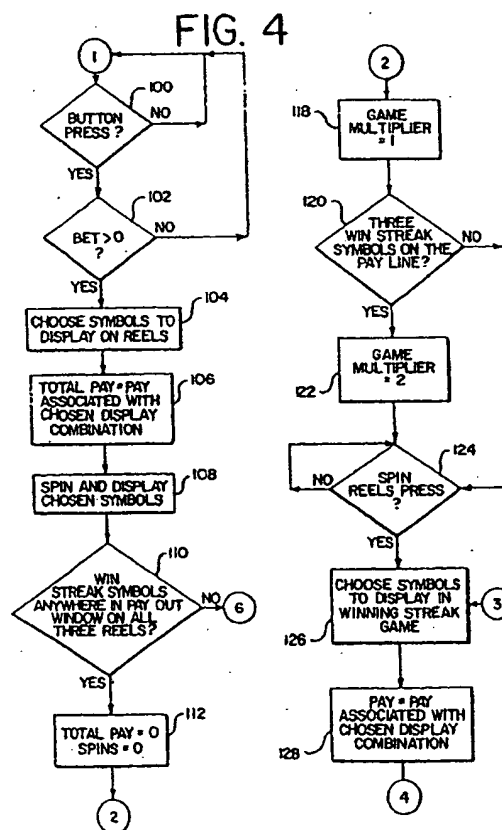 FIG. 4
1
100
BUTTON
PRESS ?
NO
YES
102
BET>0
?
NO
YES
104
CHOOSE SYMBOLS TO
DISPLAY ON REELS
106
TOTAL PAY=PAY
ASSOCIATED WITH
CHOSEN DISPLAY
COMBINATION
108
SPIN AND DISPLAY
CHOSEN SYMBOLS
110
WIN
STREAK SYMBOLS
ANYWHERE IN PAY OUT
WINDOW ON ALL
THREE REELS?
NO
6
YES
112
TOTAL PAY = 0
SPINS = 0
2
2
118
GAME
MULTIPLIER
= 1
120
THREE
WIN STREAK
SYMBOLS ON THE
PAY LINE?
NO
YES
GAME
MULTIPLIER
= 2
122
124
SPIN
REELS PRESS
?
NO
YES
CHOOSE SYMBOLS
TO DISPLAY IN
WINNING STREAK
GAME
3
126
PAY = PAY
ASSOCIATED WITH
CHOSEN DISPLAY
COMBINATION
128
4